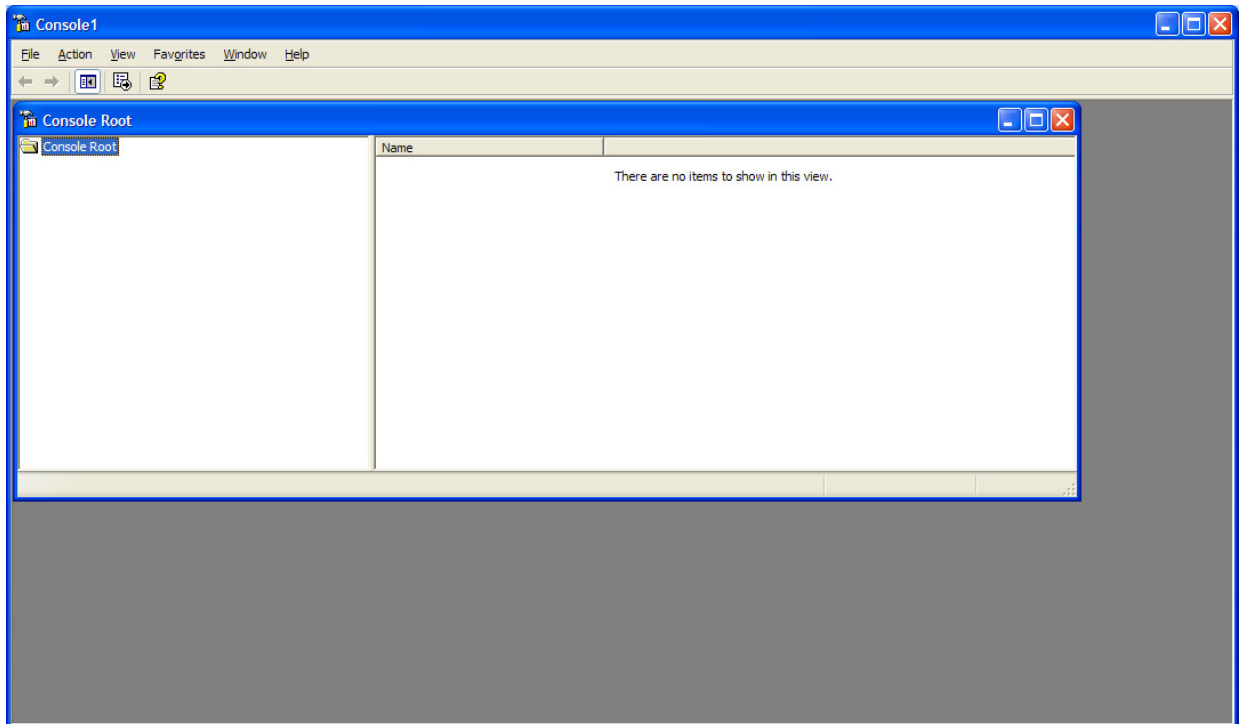 Console1
File Action View Favorites Window Help
Console Root
Console Root
Name
There are no items to show in this view.